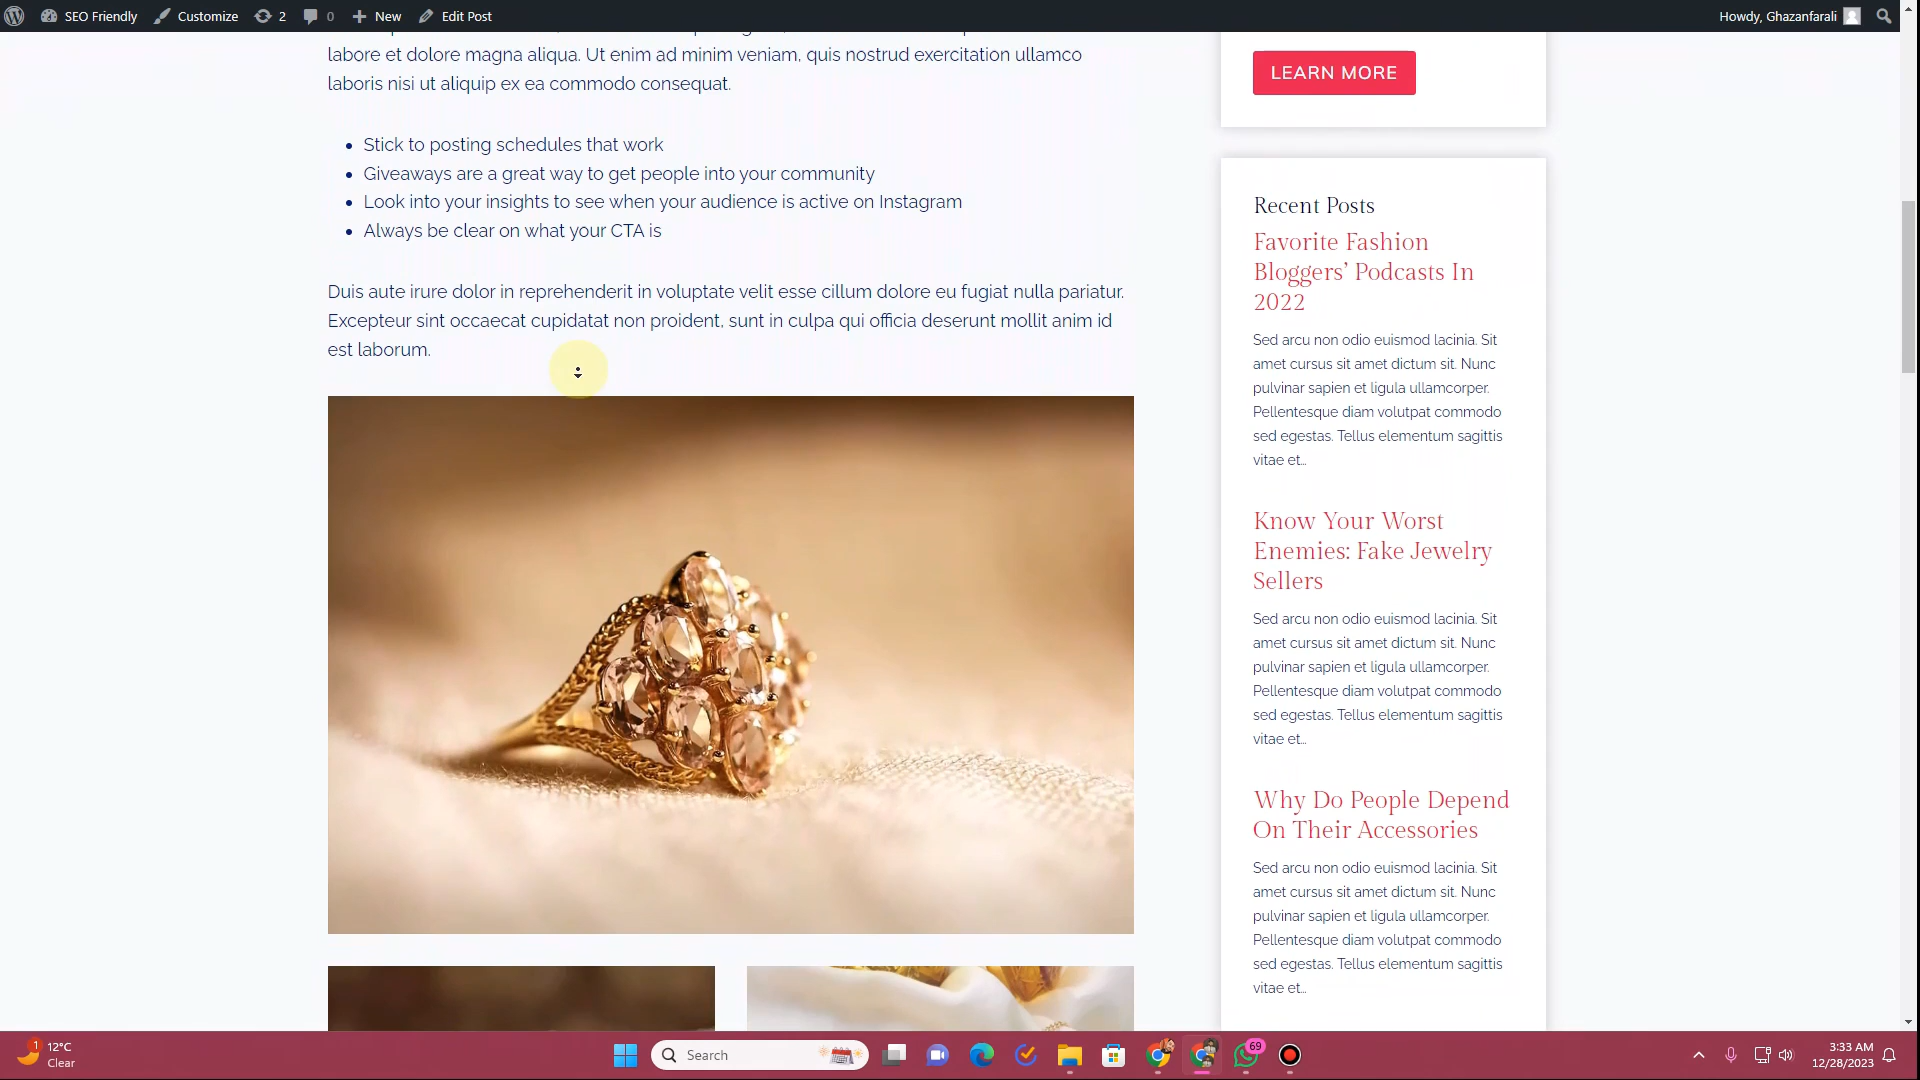 SEO Friendly
Customize
2
0
New
Edit Post
Howdy, Ghazanfarali
labore et dolore magna aliqua. Ut enim ad minim veniam, quis nostrud exercitation ullamco
laboris nisi ut aliquip ex ea commodo consequat.
Stick to posting schedules that work
Giveaways are a great way to get people into your community
Look into your insights to see when your audience is active on Instagram
Always be clear on what your CTA is
Duis aute irure dolor in reprehenderit in voluptate velit esse cillum dolore eu fugiat nulla pariatur.
Excepteur sint occaecat cupidatat non proident, sunt in culpa qui officia deserunt mollit anim id
est laborum.
LEARN MORE
Recent Posts
Favorite Fashion
Bloggers’ Podcasts In
2022
Sed arcu non odio euismod lacinia. Sit
amet cursus sit amet dictum sit. Nunc
pulvinar sapien et ligula ullamcorper.
Pellentesque diam volutpat commodo
sed egestas. Tellus elementum sagittis
vitae et…
Know Your Worst
Enemies: Fake Jewelry
Sellers
Sed arcu non odio euismod lacinia. Sit
amet cursus sit amet dictum sit. Nunc
pulvinar sapien et ligula ullamcorper.
Pellentesque diam volutpat commodo
sed egestas. Tellus elementum sagittis
vitae et…
Why Do People Depend
On Their Accessories
Sed arcu non odio euismod lacinia. Sit
amet cursus sit amet dictum sit. Nunc
pulvinar sapien et ligula ullamcorper.
Pellentesque diam volutpat commodo
sed egestas. Tellus elementum sagittis
vitae et…
1
12°C
Clear
Search
69
3:33 AM
12/28/2023